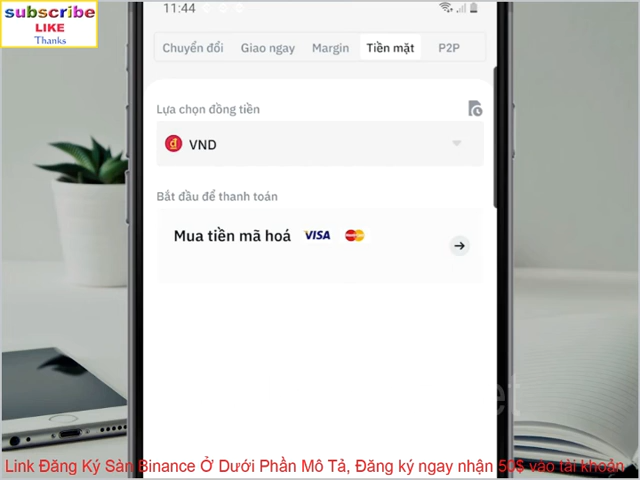 subscribe
LIKE
Thanks
11:44
Chuyển đổi Giao ngay Margin Tiền mặt P2P
Lựa chọn đồng tiền
đ VND
Bắt đầu để thanh toán
Mua tiền mã hoá VISA
Link Đăng Ký Sàn Binance Ở Dưới Phần Mô Tả, Đăng ký ngay nhận 50$ vào tài khoản